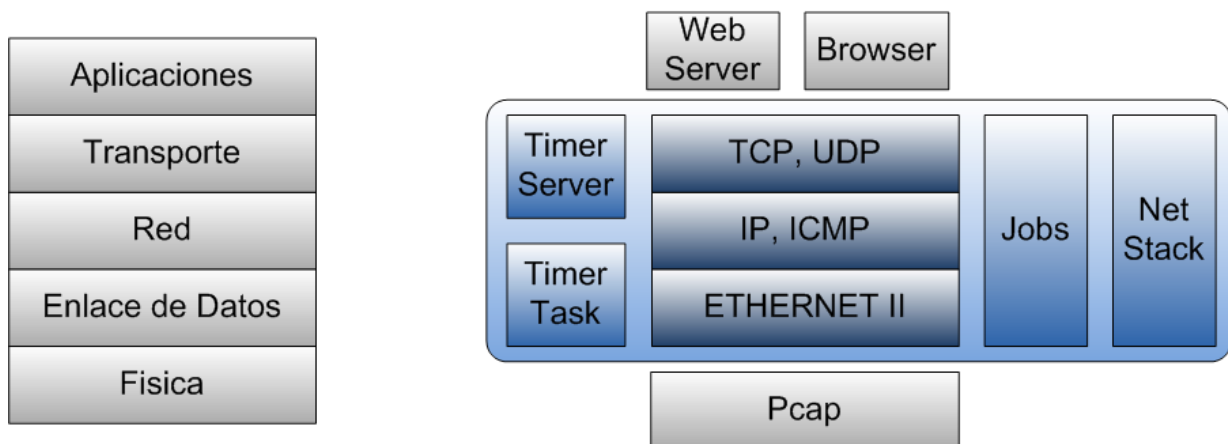 Aplicaciones
Transporte
Red
Enlace de Datos
Fisica
Web
Server
Browser
Timer
Server
Timer
Task
TCP, UDP
IP, ICMP
ETHERNET II
Jobs
Net
Stack
Pcap